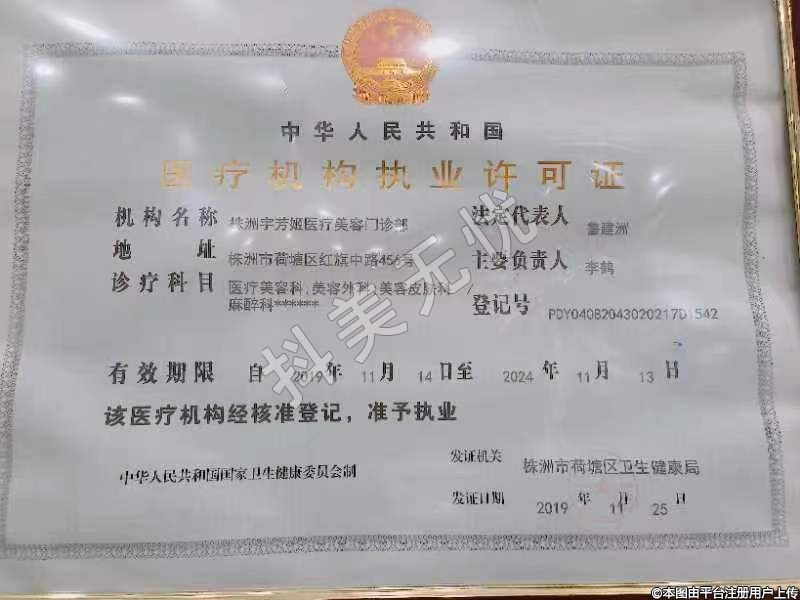 中华人民共和国
医疗机构执业许可证
机构名称 株洲宇芳姬医疗美容门诊部 法定代表人 鲁建洲
地址 株洲市荷塘区红旗中路456号 主要负责人 李鹤
诊疗科目 医疗美容科;美容外科;美容皮肤科
麻醉科****** 登记号 PDY04082043020217D1542
有效期限 自 2019 年 11 月 14 日至 2024 年 11 月 13 日
该医疗机构经核准登记，准予执业
发证机关 株洲市荷塘区卫生健康局
中华人民共和国国家卫生健康委员会制
发证日期 2019 年 11 月 25 日
抖美无忧
©本图由平台注册用户上传